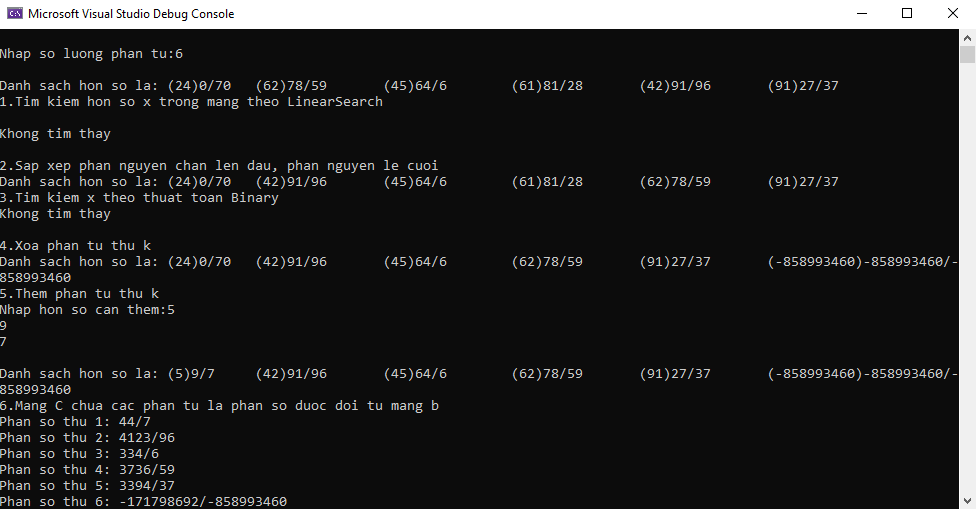 Microsoft Visual Studio Debug Console
Nhap so luong phan tu:6
Danh sach hon so la: (24)0/70 (62)78/59 (45)64/6 (61)81/28 (42)91/96 (91)27/37
1.Tim kiem hon so x trong mang theo LinearSearch
Khong tim thay
2.Sap xep phan nguyen chan len dau, phan nguyen le cuoi
Danh sach hon so la: (24)0/70 (42)91/96 (45)64/6 (61)81/28 (62)78/59 (91)27/37
3.Tim kiem x theo thuat toan Binary
Khong tim thay
4.Xoa phan tu thu k
Danh sach hon so la: (24)0/70 (42)91/96 (45)64/6 (62)78/59 (91)27/37 (-858993460)-858993460/-
858993460
5.Them phan tu thu k
Nhap hon so can them:5
9
7
Danh sach hon so la: (5)9/7 (42)91/96 (45)64/6 (62)78/59 (91)27/37 (-858993460)-858993460/-
858993460
6.Mang C chua cac phan tu la phan so duoc doi tu mang b
Phan so thu 1: 44/7
Phan so thu 2: 4123/96
Phan so thu 3: 334/6
Phan so thu 4: 3736/59
Phan so thu 5: 3394/37
Phan so thu 6: -171798692/-858993460